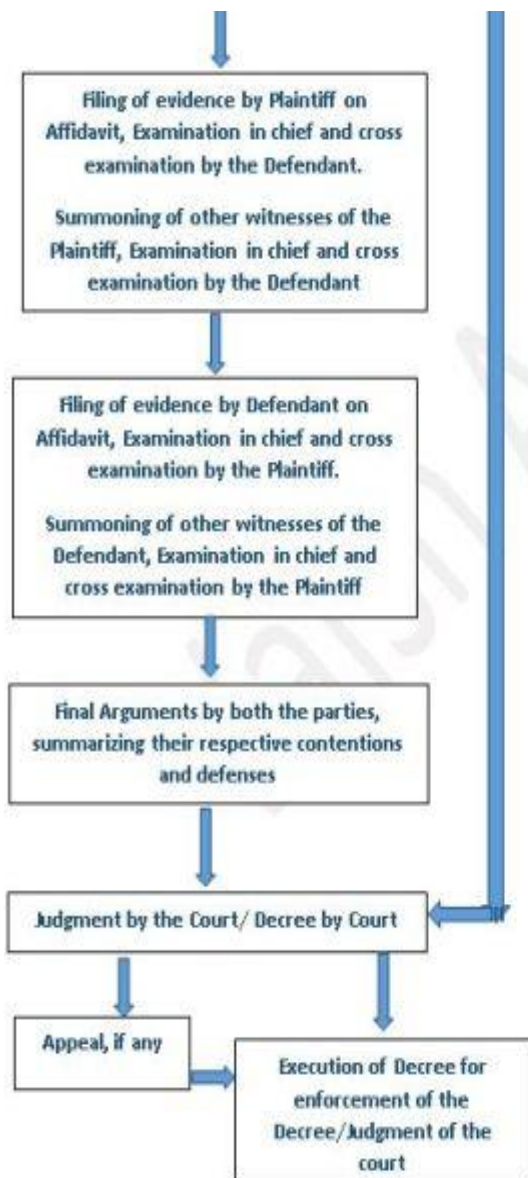 Filing of evidence by Plaintiff on
Affidavit, Examination in chief and cross
examination by the Defendant.
Summoning of other witnesses of the
Plaintiff, Examination in chief and cross
examination by the Defendant
Filing of evidence by Defendant on
Affidavit, Examination in chief and cross
examination by the Plaintiff.
Summoning of other witnesses of the
Defendant, Examination in chief and
cross examination by the Plaintiff
Final Arguments by both the parties,
summarizing their respective contentions
and defenses
Judgment by the Court/ Decree by Court
Appeal, if any
Execution of Decree for
enforcement of the
Decree/Judgment of the
court